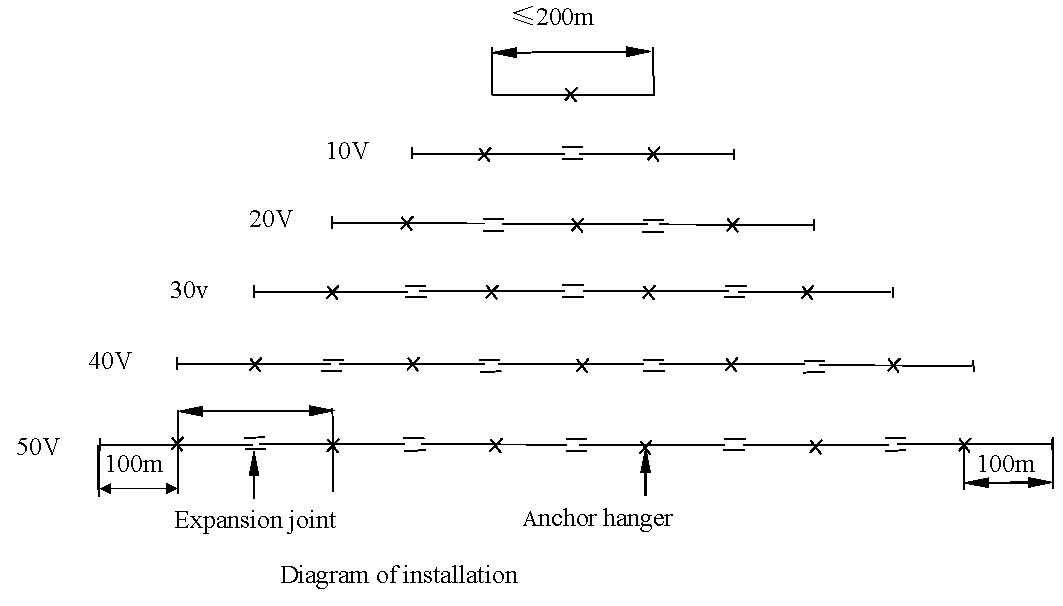 ≤200m
10V
20V
30v
40V
50V
100m
100m
Expansion joint
Anchor hanger
Diagram of installation